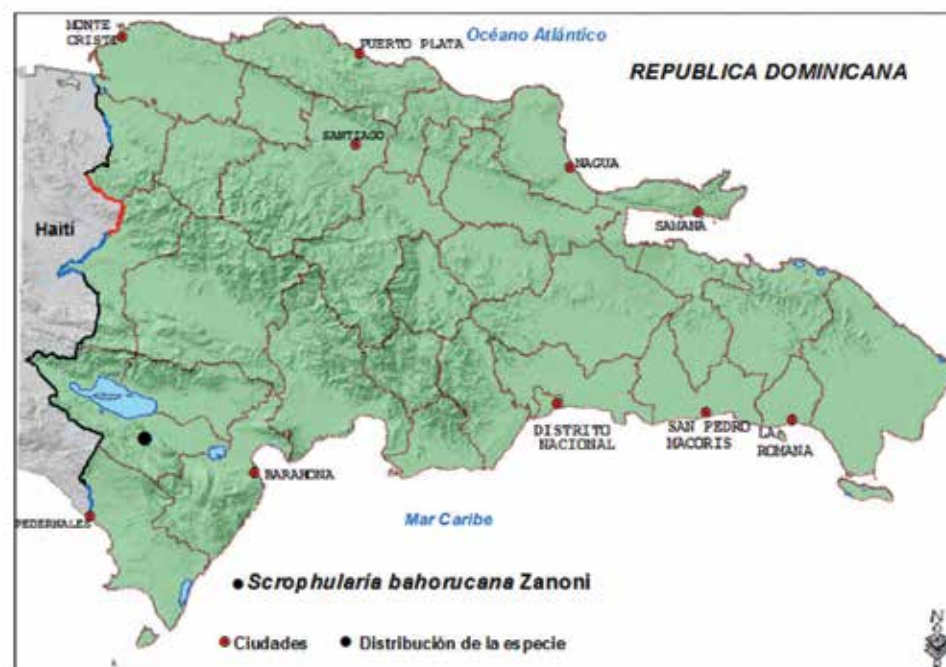 MONTE
CRISTI
PUERTO PLATA
Océano Atlántico
REPUBLICA DOMINICANA
SANTIAGO
NAGUA
SAMANA
Haití
DISTRITO
NACIONAL
SAN PEDRO
MACORIS
LA
ROMANA
BARAHONA
PEDERNALES
Mar Caribe
Scrophularia bahorucana Zanoni
Ciudades
Distribución de la especie